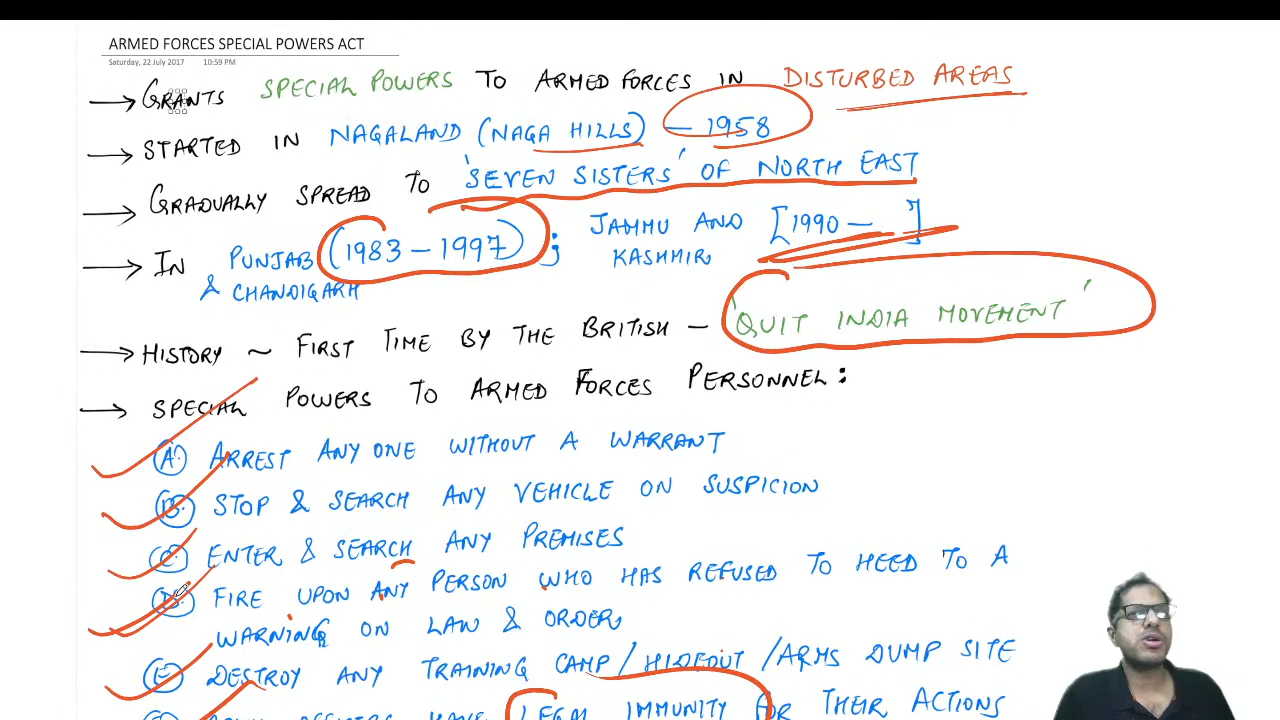 ARMED FORCES SPECIAL POWERS ACT
Saturday, 22 July 2017 10:59 PM
→ GRANTS SPECIAL POWERS TO ARMED FORCES IN DISTURBED AREAS
→ STARTED IN NAGALAND (NAGA HILLS) – 1958
→ GRADUALLY SPREAD TO 'SEVEN SISTERS' OF NORTH EAST
→ IN PUNJAB & CHANDIGARH (1983 – 1997) ; JAMMU AND KASHMIR [1990 – ]
→ HISTORY ~ FIRST TIME BY THE BRITISH – 'QUIT INDIA MOVEMENT'
→ SPECIAL POWERS TO ARMED FORCES PERSONNEL:
A. ARREST ANY ONE WITHOUT A WARRANT
B. STOP & SEARCH ANY VEHICLE ON SUSPICION
C. ENTER & SEARCH ANY PREMISES
D. FIRE UPON ANY PERSON WHO HAS REFUSED TO HEED TO A
WARNING ON LAW & ORDER
E. DESTROY ANY TRAINING CAMP/HIDEOUT/ARMS DUMP SITE
HAVE LEGAL IMMUNITY FOR THEIR ACTIONS